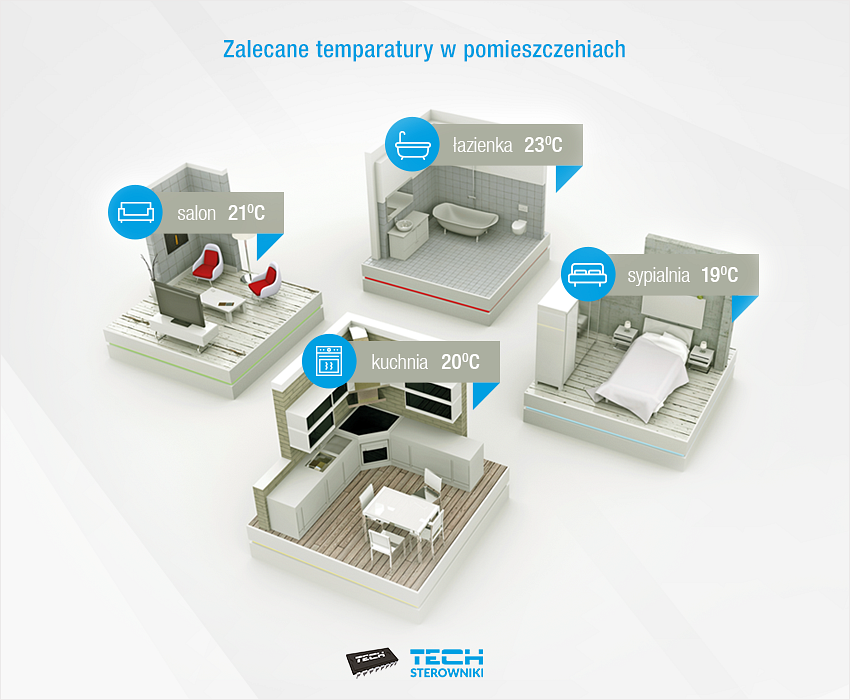 Zalecane temparatury w pomieszczeniach
łazienka 23⁰C
salon 21⁰C
sypialnia 19⁰C
kuchnia 20⁰C
TECH
TECH
STEROWNIKI